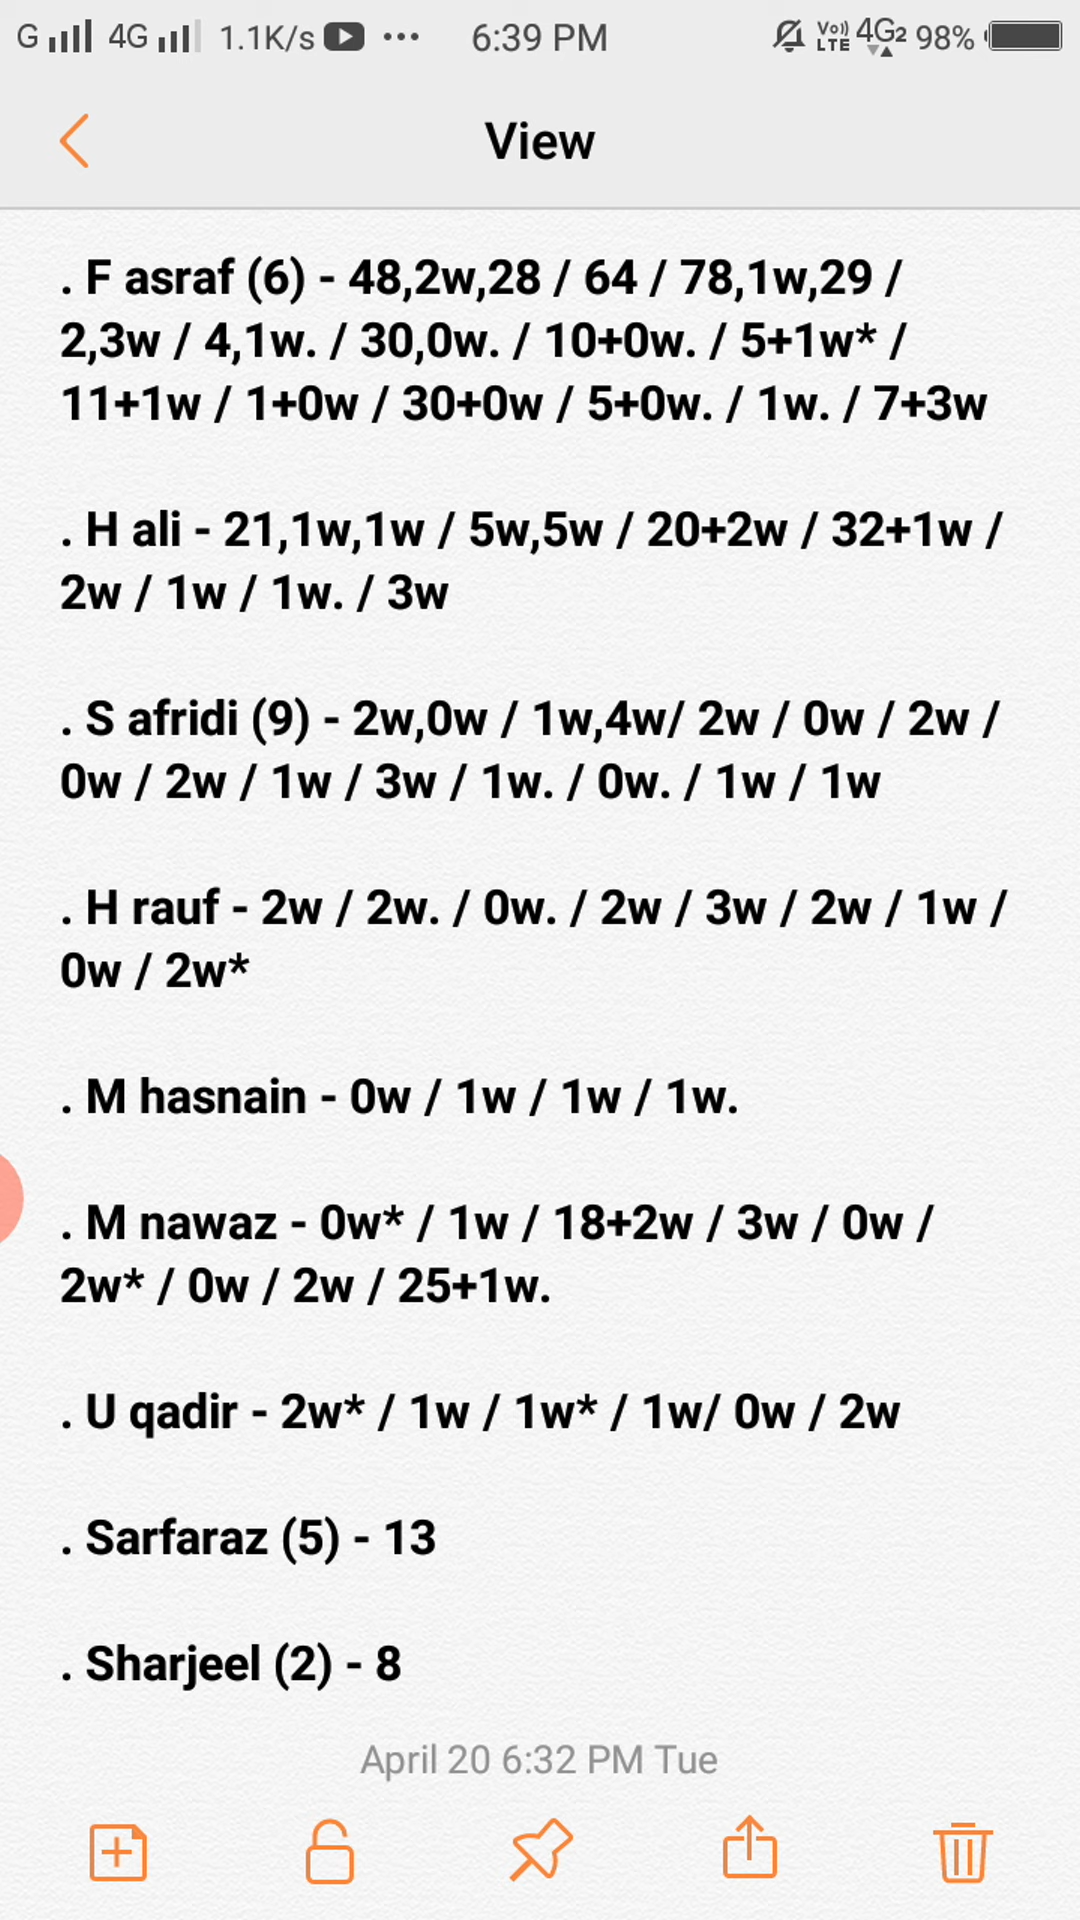 G 4G 1.1K/s 6:39 PM Vo)) LTE 4G2 98%
View
. F asraf (6) - 48,2w,28 / 64 / 78,1w,29 /
2,3w / 4,1w. / 30,0w. / 10+0w. / 5+1w* /
11+1w / 1+0w / 30+0w / 5+0w. / 1w. / 7+3w
. H ali - 21,1w,1w / 5w,5w / 20+2w / 32+1w /
2w / 1w / 1w. / 3w
. S afridi (9) - 2w,0w / 1w,4w/ 2w / 0w / 2w /
0w / 2w / 1w / 3w / 1w. / 0w. / 1w / 1w
. H rauf - 2w / 2w. / 0w. / 2w / 3w / 2w / 1w /
0w / 2w*
. M hasnain - 0w / 1w / 1w / 1w.
. M nawaz - 0w* / 1w / 18+2w / 3w / 0w /
2w* / 0w / 2w / 25+1w.
. U qadir - 2w* / 1w / 1w* / 1w/ 0w / 2w
. Sarfaraz (5) - 13
. Sharjeel (2) - 8
April 20 6:32 PM Tue